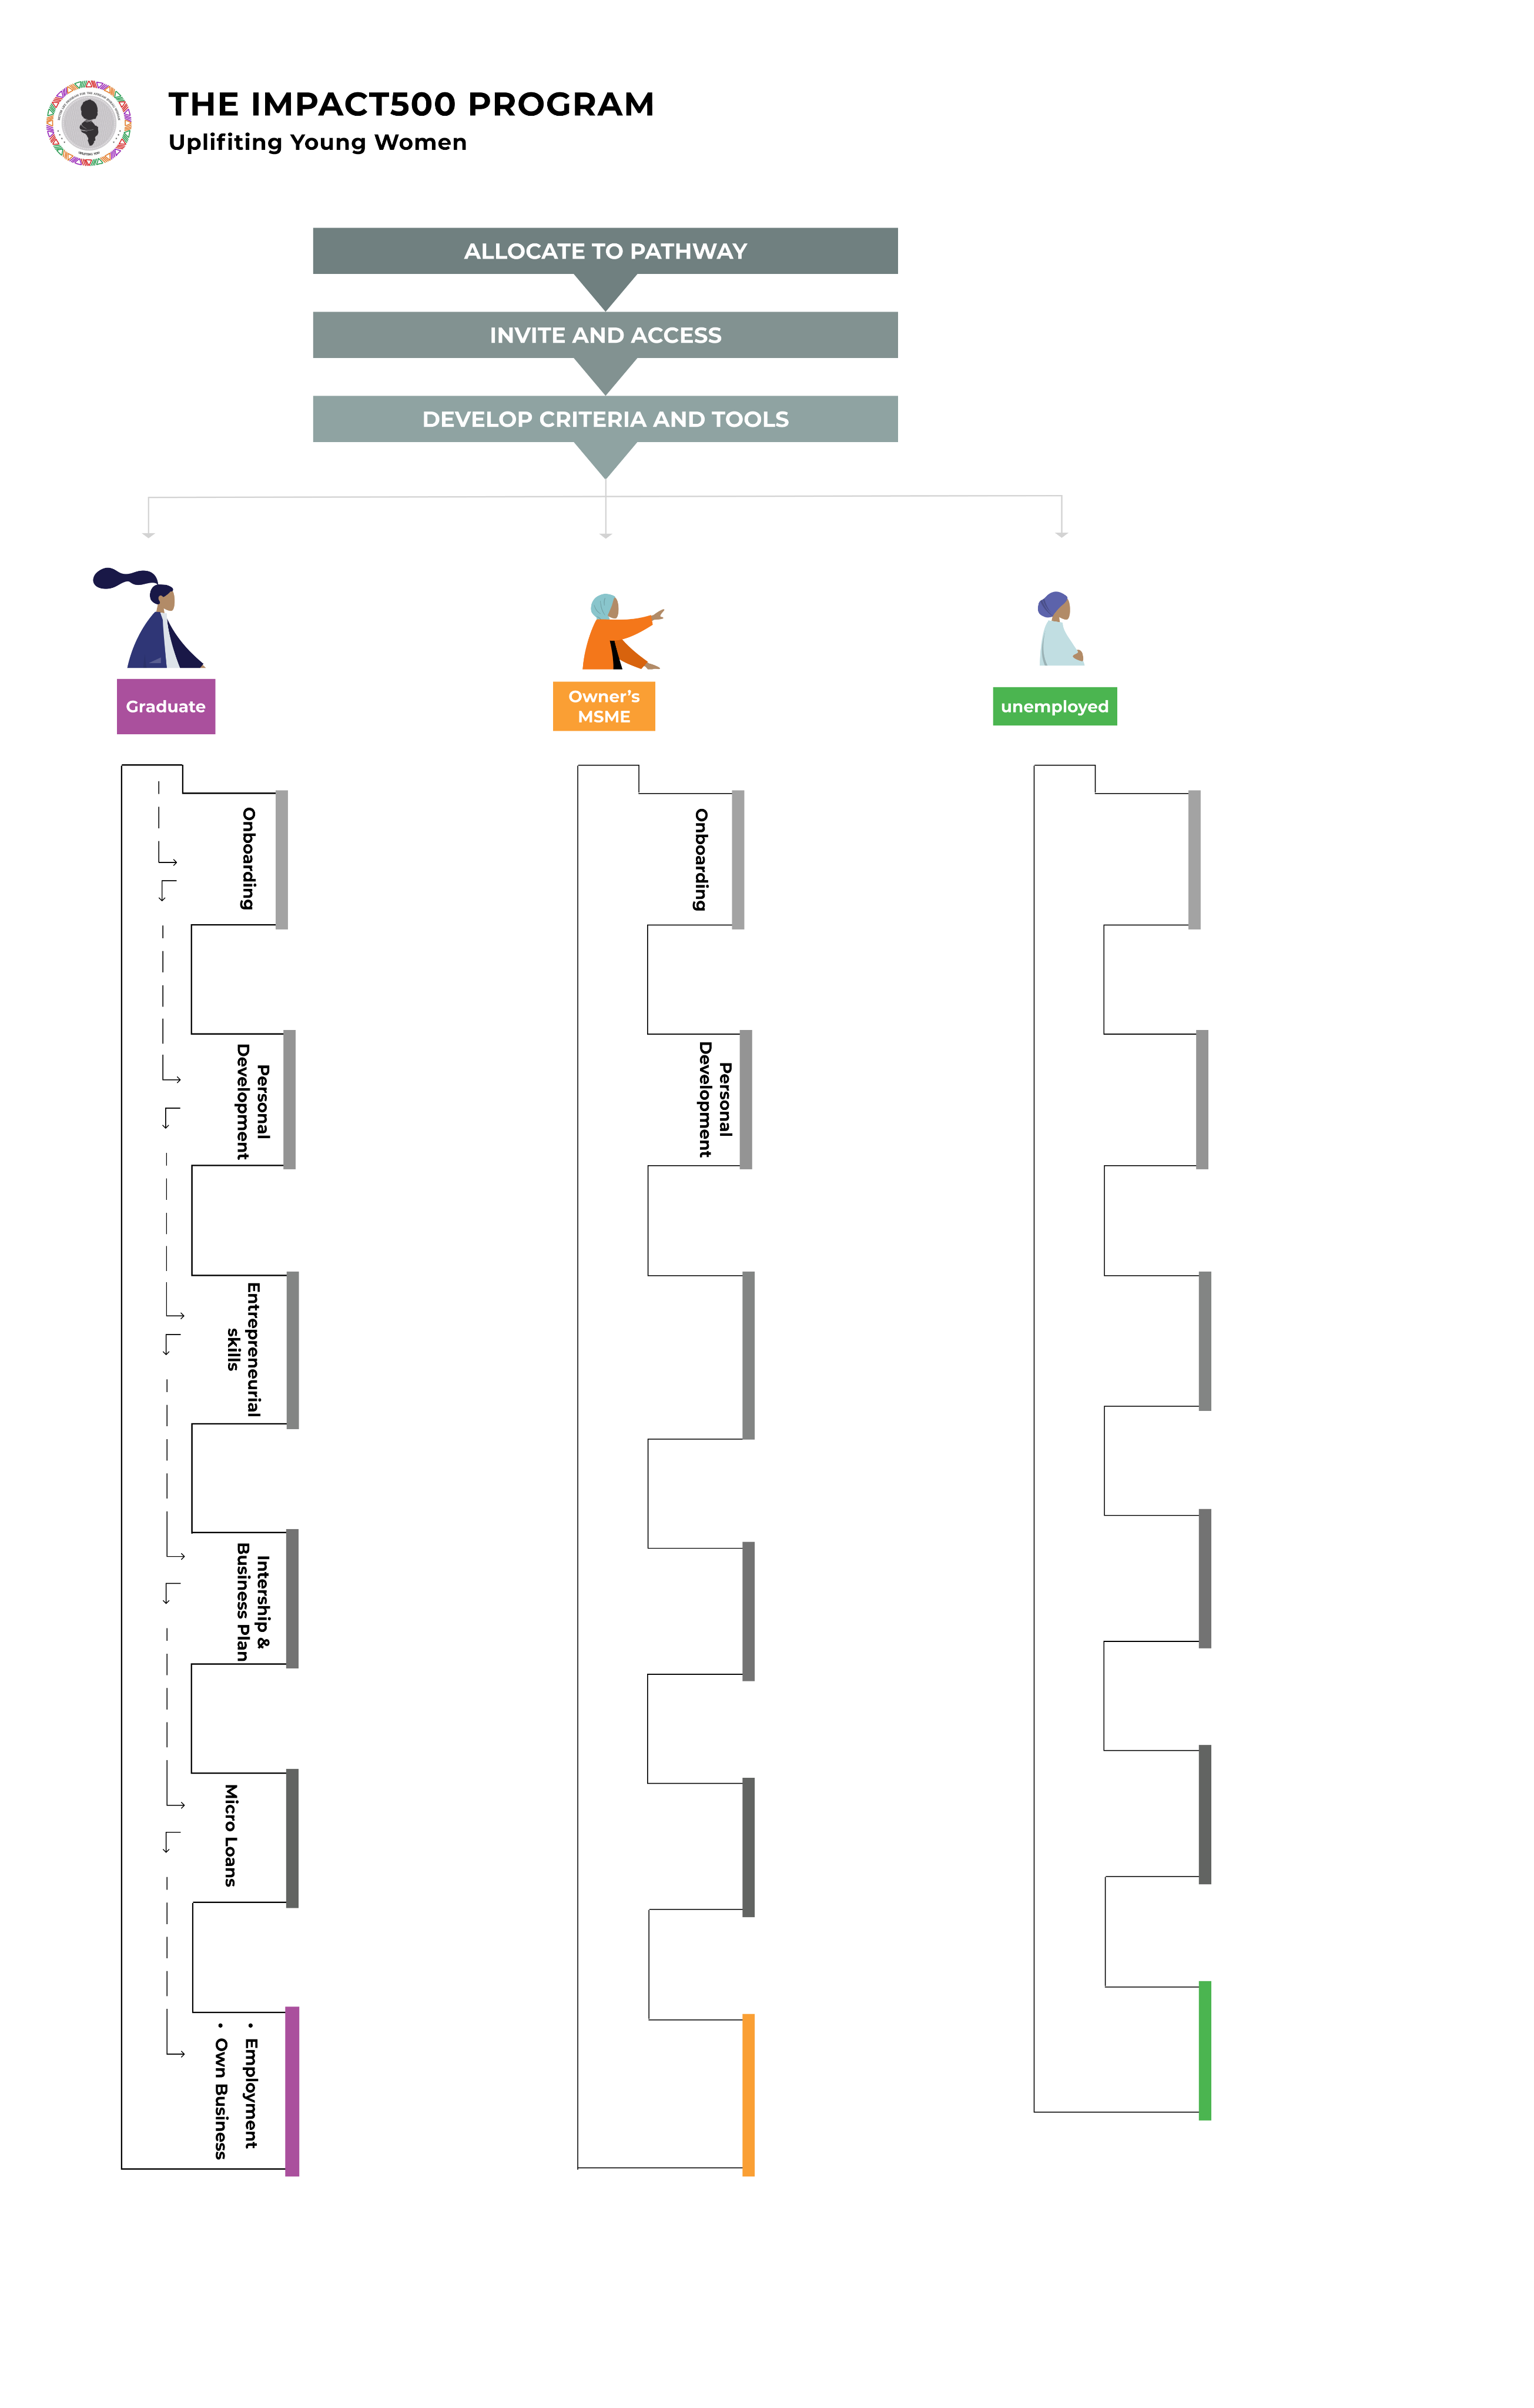 THE IMPACT500 PROGRAM
Uplifiting Young Women
ALLOCATE TO PATHWAY
INVITE AND ACCESS
DEVELOP CRITERIA AND TOOLS
Graduate
Owner’s
MSME
unemployed
Onboarding
Personal
Development
Entrepreneurial
skills
Intership &
Business Plan
Micro Loans
• Employment
• Own Business
Onboarding
Personal
Development